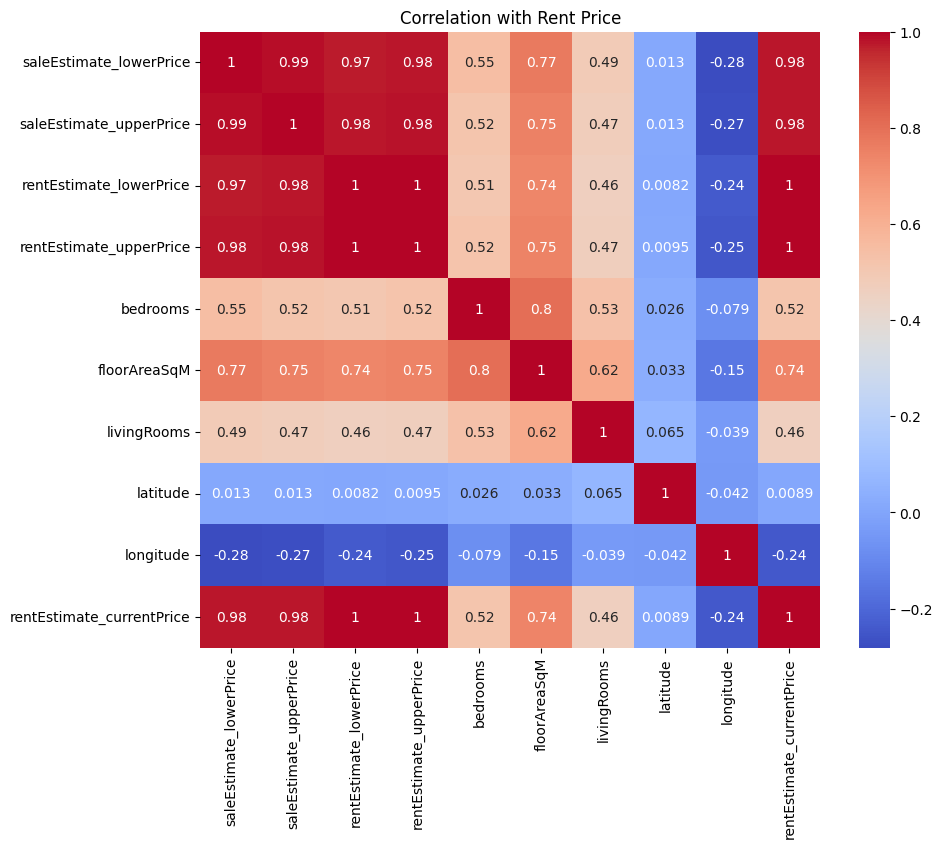 Correlation with Rent Price
saleEstimate_lowerPrice 1 0.99 0.97 0.98 0.55 0.77 0.49 0.013 -0.28 0.98
saleEstimate_upperPrice 0.99 1 0.98 0.98 0.52 0.75 0.47 0.013 -0.27 0.98
rentEstimate_lowerPrice 0.97 0.98 1 1 0.51 0.74 0.46 0.0082 -0.24 1
rentEstimate_upperPrice 0.98 0.98 1 1 0.52 0.75 0.47 0.0095 -0.25 1
bedrooms 0.55 0.52 0.51 0.52 1 0.8 0.53 0.026 -0.079 0.52
floorAreaSqM 0.77 0.75 0.74 0.75 0.8 1 0.62 0.033 -0.15 0.74
livingRooms 0.49 0.47 0.46 0.47 0.53 0.62 1 0.065 -0.039 0.46
latitude 0.013 0.013 0.0082 0.0095 0.026 0.033 0.065 1 -0.042 0.0089
longitude -0.28 -0.27 -0.24 -0.25 -0.079 -0.15 -0.039 -0.042 1 -0.24
rentEstimate_currentPrice 0.98 0.98 1 1 0.52 0.74 0.46 0.0089 -0.24 1
saleEstimate_lowerPrice
saleEstimate_upperPrice
rentEstimate_lowerPrice
rentEstimate_upperPrice
bedrooms
floorAreaSqM
livingRooms
latitude
longitude
rentEstimate_currentPrice
1.0
0.8
0.6
0.4
0.2
0.0
−0.2